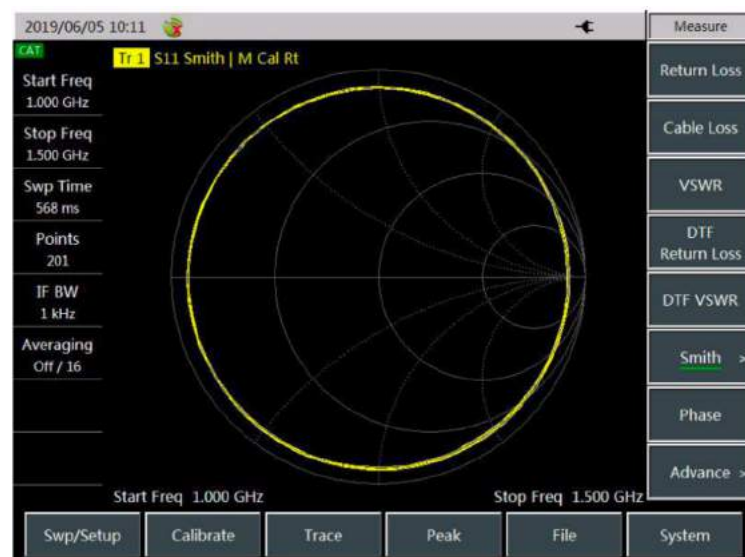 2019/06/05 10:11
Measure
CAT
Tr 1 S11 Smith | M Cal Rt
Start Freq
1.000 GHz
Stop Freq
1.500 GHz
Swp Time
568 ms
Points
201
IF BW
1 kHz
Averaging
Off / 16
Return Loss
Cable Loss
VSWR
DTF
Return Loss
DTF VSWR
Smith >
Phase
Advance >
Start Freq 1.000 GHz
Stop Freq 1.500 GHz
Swp/Setup
Calibrate
Trace
Peak
File
System